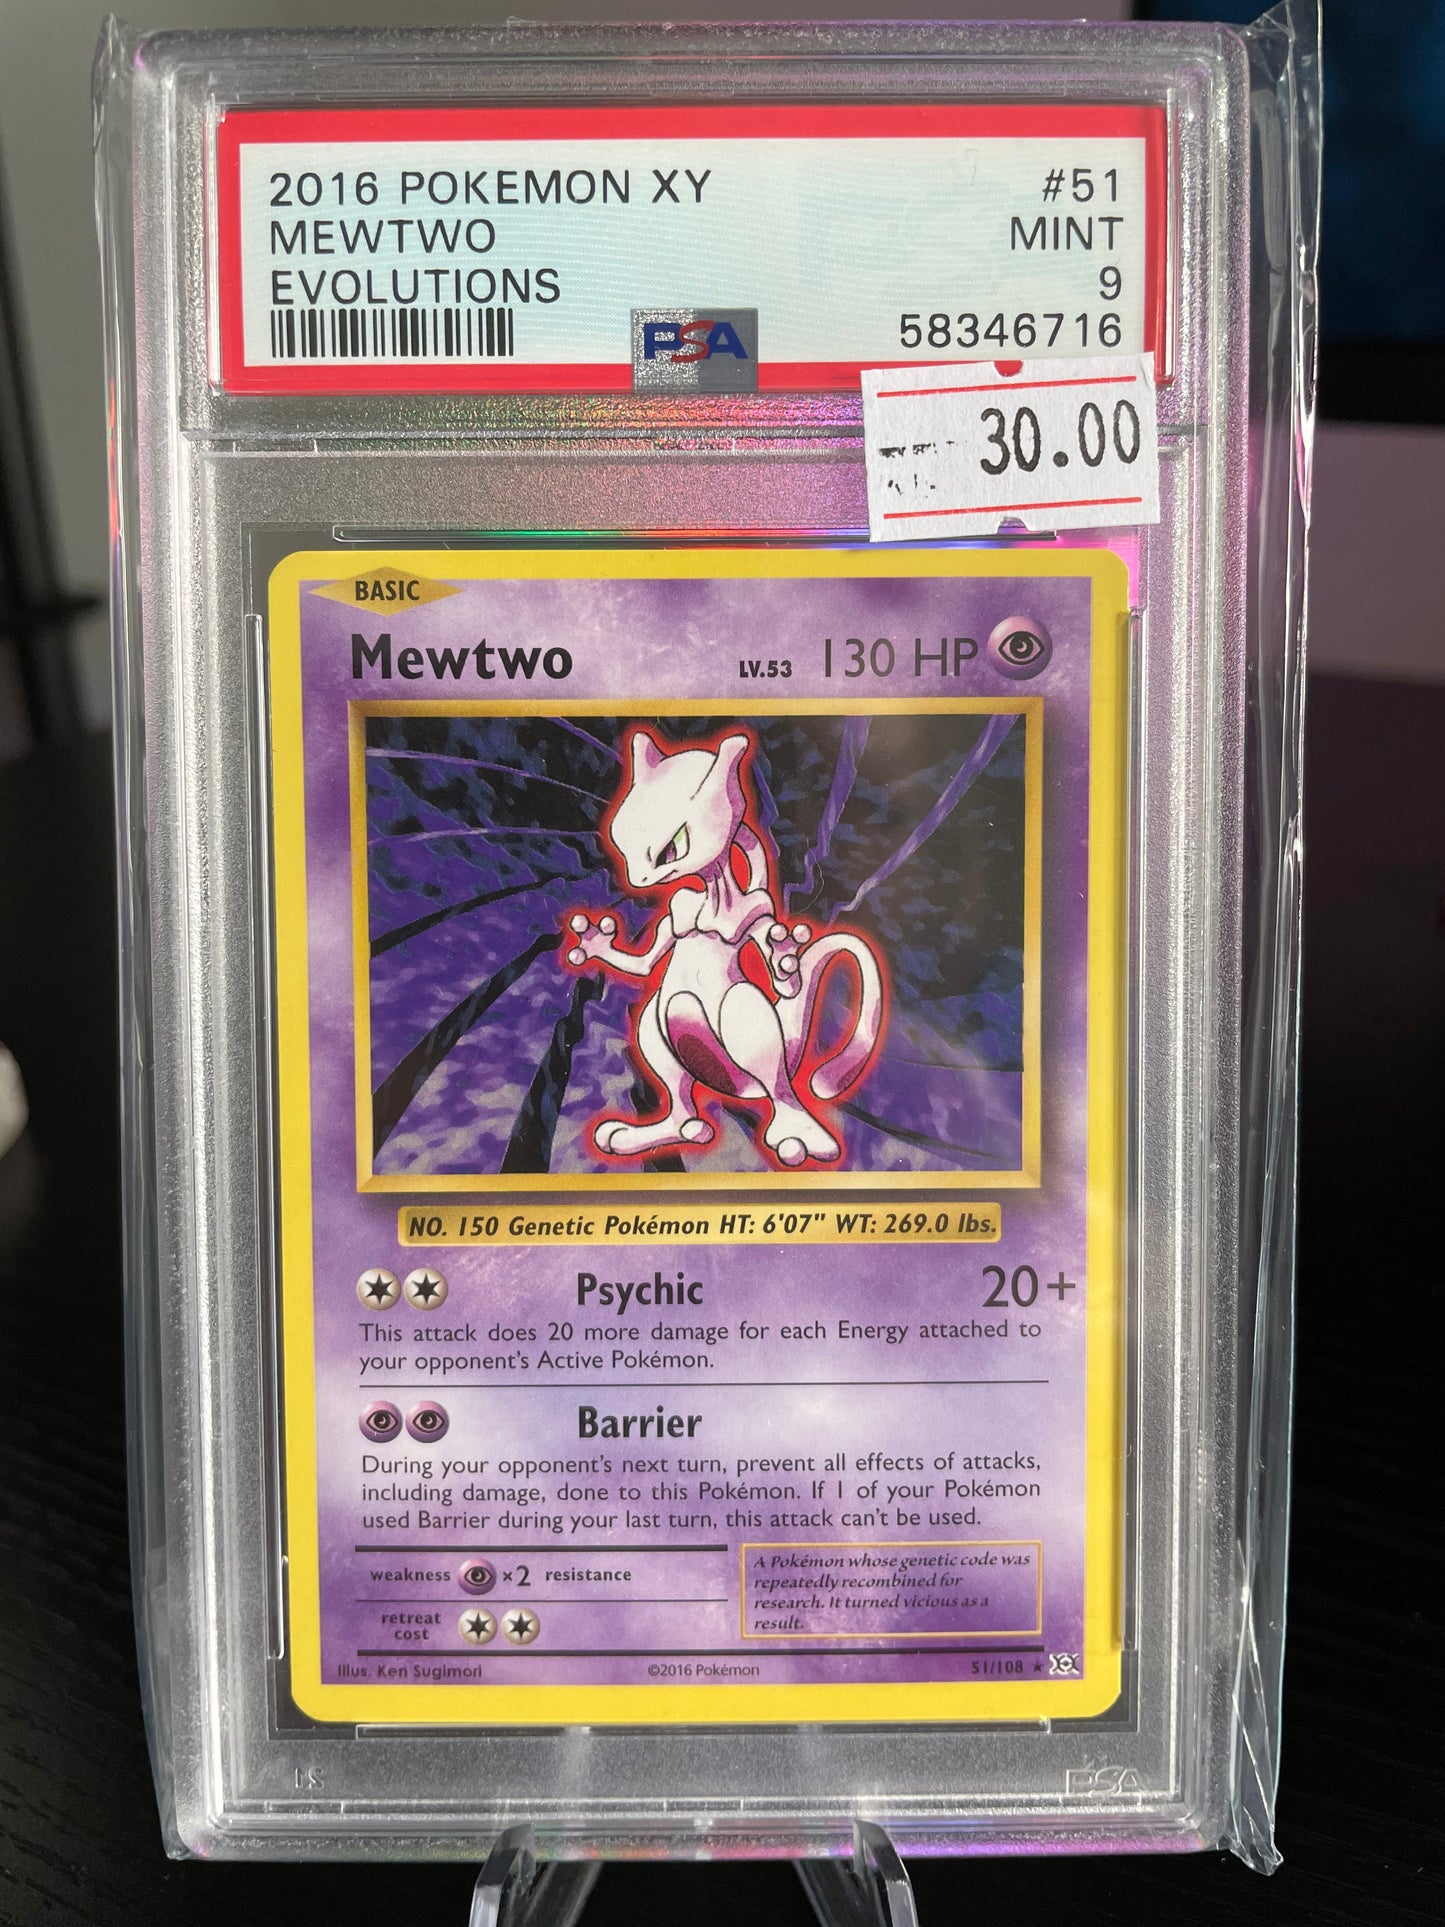 2016 POKEMON XY #51
MEWTWO MINT
EVOLUTIONS 9
58346716
PSA
30.00
BASIC
Mewtwo LV.53 130 HP
NO. 150 Genetic Pokémon HT: 6'07" WT: 269.0 lbs.
Psychic 20+
This attack does 20 more damage for each Energy attached to
your opponent's Active Pokémon.
Barrier
During your opponent's next turn, prevent all effects of attacks,
including damage, done to this Pokémon. If 1 of your Pokémon
used Barrier during your last turn, this attack can't be used.
weakness ×2 resistance
retreat
cost
A Pokémon whose genetic code was
repeatedly recombined for
research. It turned vicious as a
result.
Illus. Ken Sugimori ©2016 Pokémon 51/108 ★
PSA